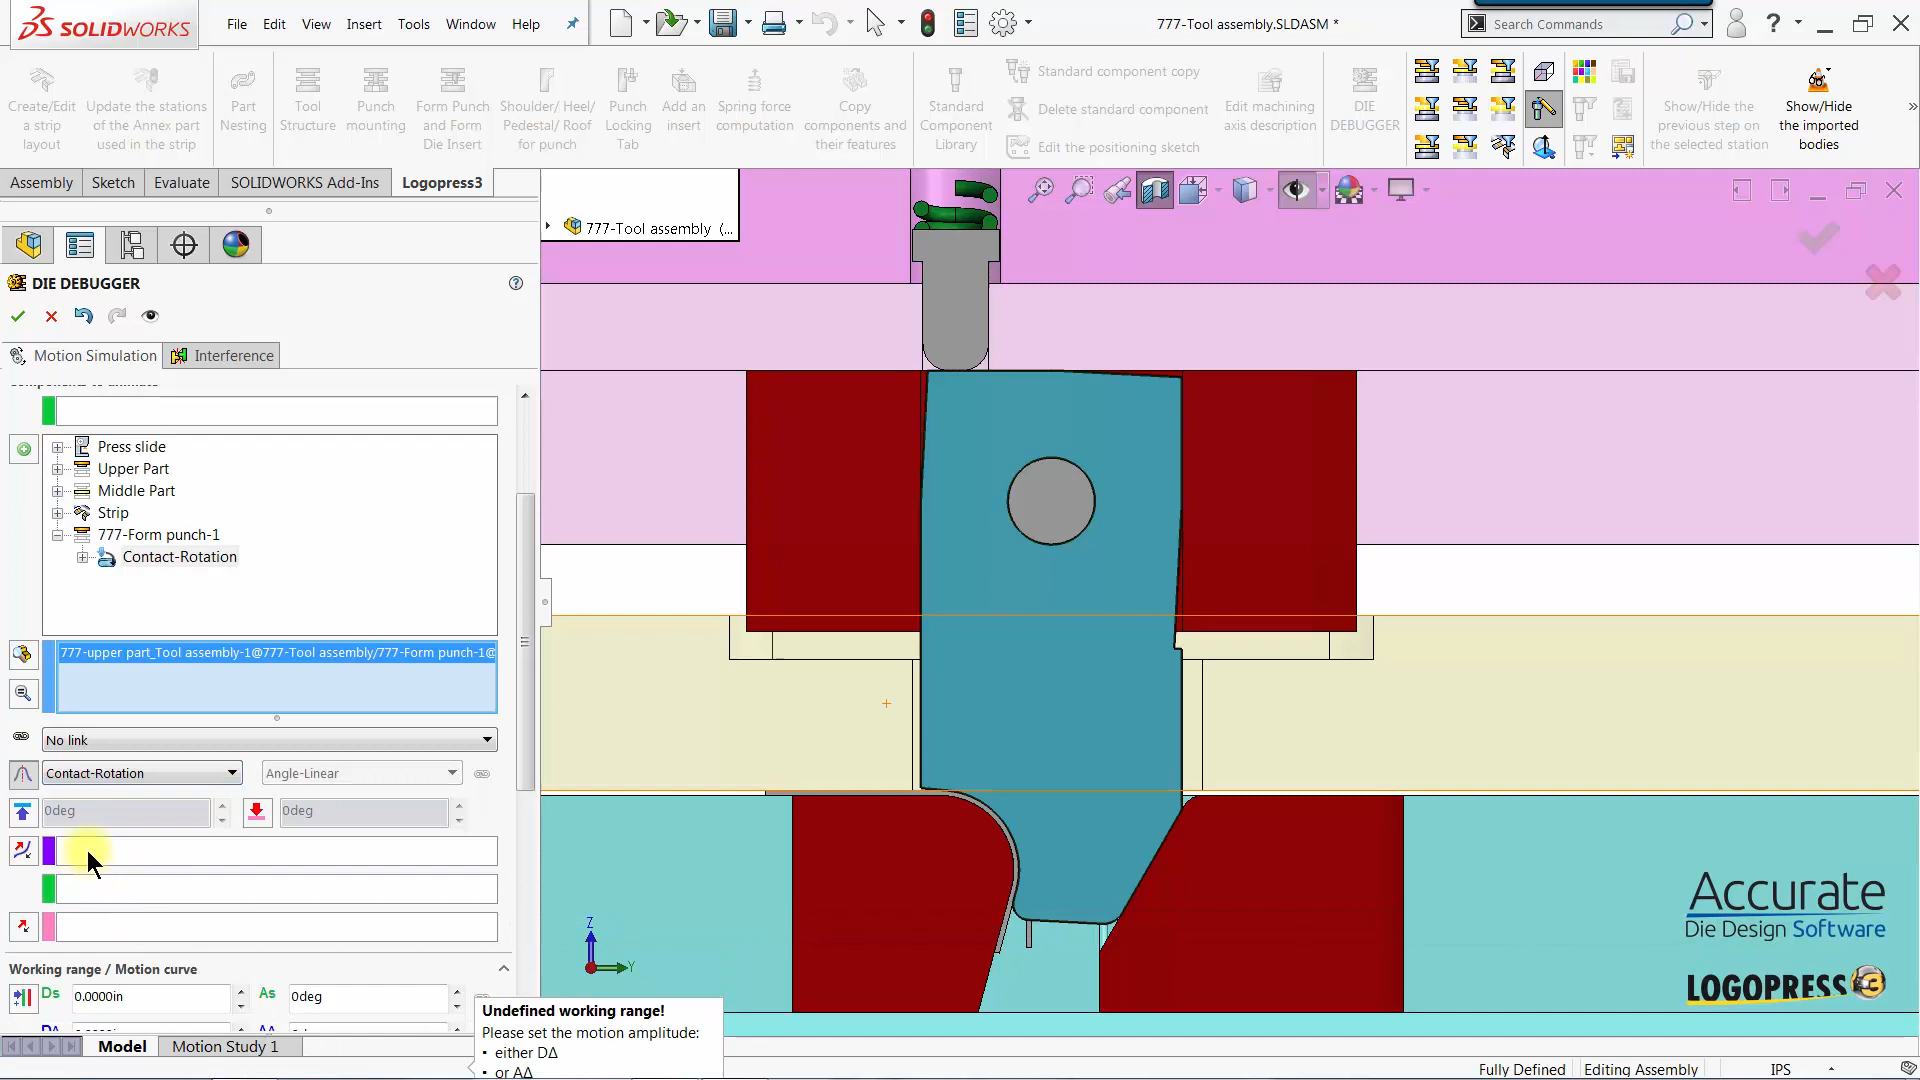 SOLIDWORKS
File Edit View Insert Tools Window Help
777-Tool assembly.SLDASM *
Search Commands
Create/Edit a strip layout
Update the stations of the Annex part used in the strip
Part Nesting
Tool Structure
Punch mounting
Form Punch and Form Die Insert
Shoulder/ Heel/ Pedestal/ Roof for punch
Punch Locking Tab
Add an insert
Spring force computation
Copy components and their features
Standard Component Library
Standard component copy
Delete standard component
Edit the positioning sketch
Edit machining axis description
DIE DEBUGGER
Show/Hide the previous step on the selected station
Show/Hide the imported bodies
Assembly Sketch Evaluate SOLIDWORKS Add-Ins Logopress3
777-Tool assembly (...
DIE DEBUGGER
Motion Simulation Interference
Press slide
Upper Part
Middle Part
Strip
777-Form punch-1
Contact-Rotation
777-upper part_Tool assembly-1@777-Tool assembly/777-Form punch-1@
No link
Contact-Rotation Angle-Linear
0deg 0deg
Working range / Motion curve
Ds 0.0000in As 0deg
Undefined working range!
Please set the motion amplitude:
▪ either DΔ
▪ or AΔ
Z
Y
Accurate
Die Design Software
LOGOPRESS3
Model Motion Study 1
Fully Defined Editing Assembly IPS